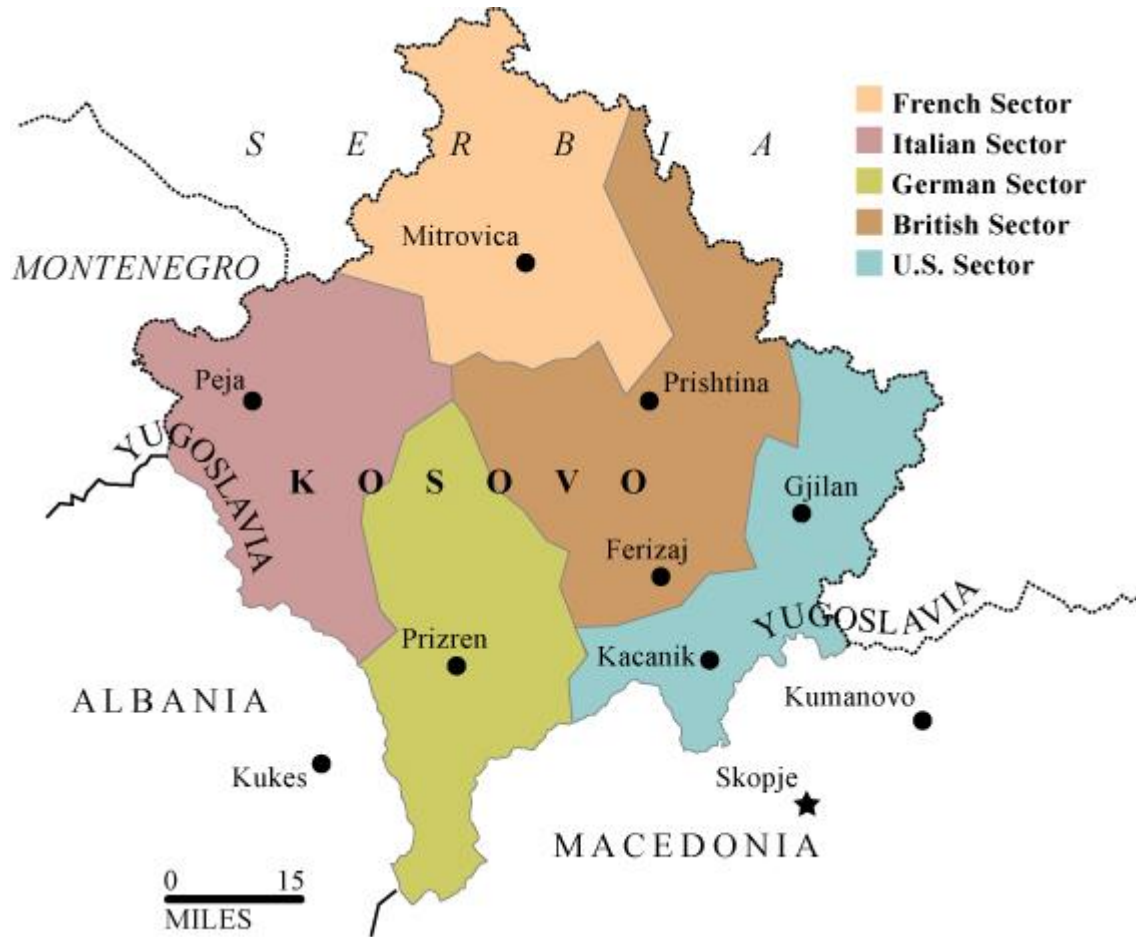 French Sector
Italian Sector
German Sector
British Sector
U.S. Sector
S E R B I A
MONTENEGRO
Mitrovica
Peja
Prishtina
YUGOSLAVIA
K O S O V O
Gjilan
Ferizaj
YUGOSLAVIA
Prizren
Kacanik
ALBANIA
Kumanovo
Kukes
Skopje
MACEDONIA
0 15
MILES